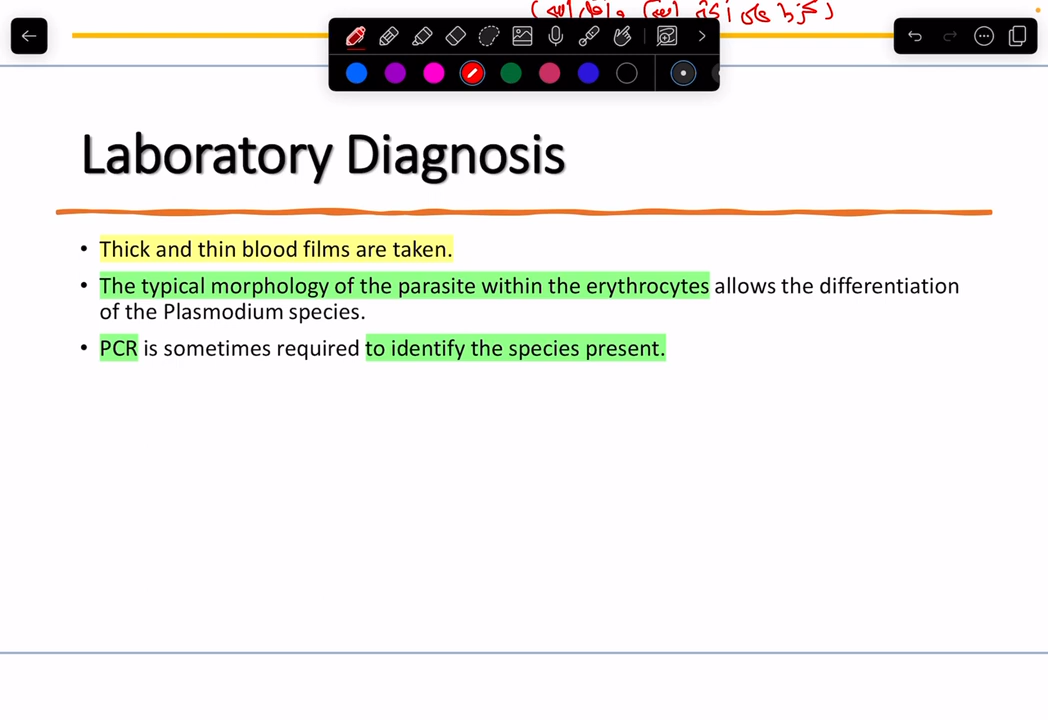 Laboratory Diagnosis
• Thick and thin blood films are taken.
• The typical morphology of the parasite within the erythrocytes allows the differentiation
of the Plasmodium species.
• PCR is sometimes required to identify the species present.